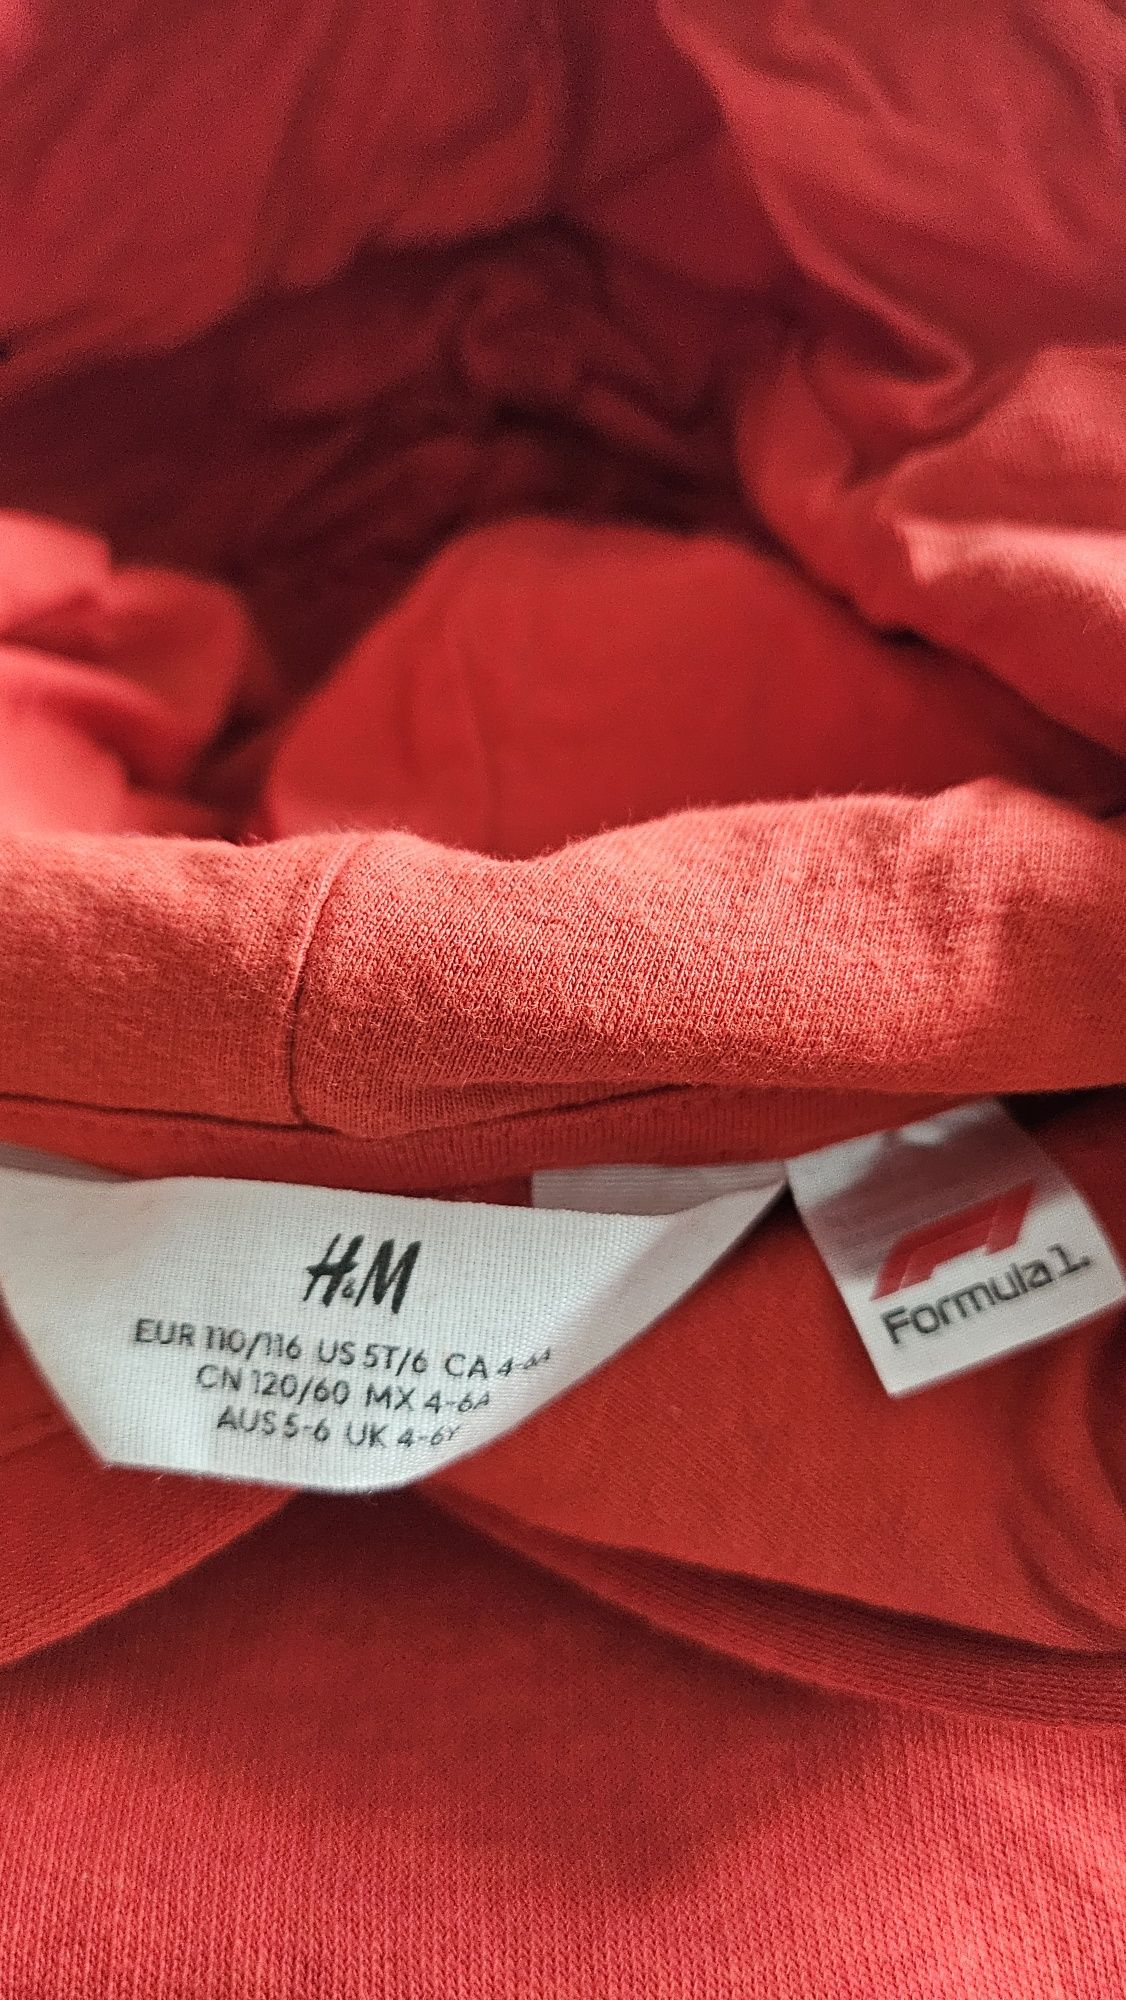 H&M
EUR 110/116 US 5T/6 CA 4-6A
CN 120/60 MX 4-6A
AUS 5-6 UK 4-6Y
Formula 1.